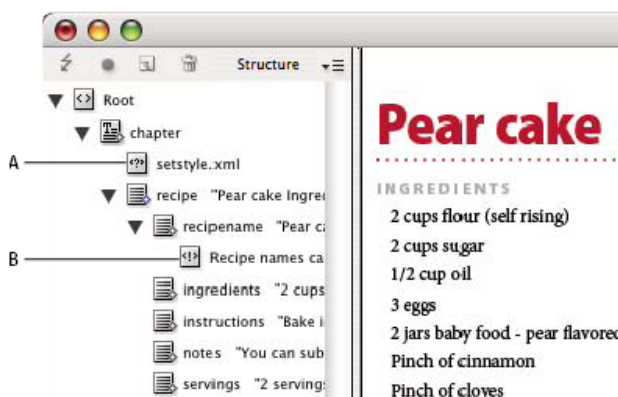 Structure
Root
chapter
A
setstyle.xml
recipe "Pear cake Ingre
recipename "Pear c
B
Recipe names ca
ingredients "2 cups
instructions "Bake i
notes "You can sub
servings "2 serving
Pear cake
INGREDIENTS
2 cups flour (self rising)
2 cups sugar
1/2 cup oil
3 eggs
2 jars baby food - pear flavored
Pinch of cinnamon
Pinch of cloves